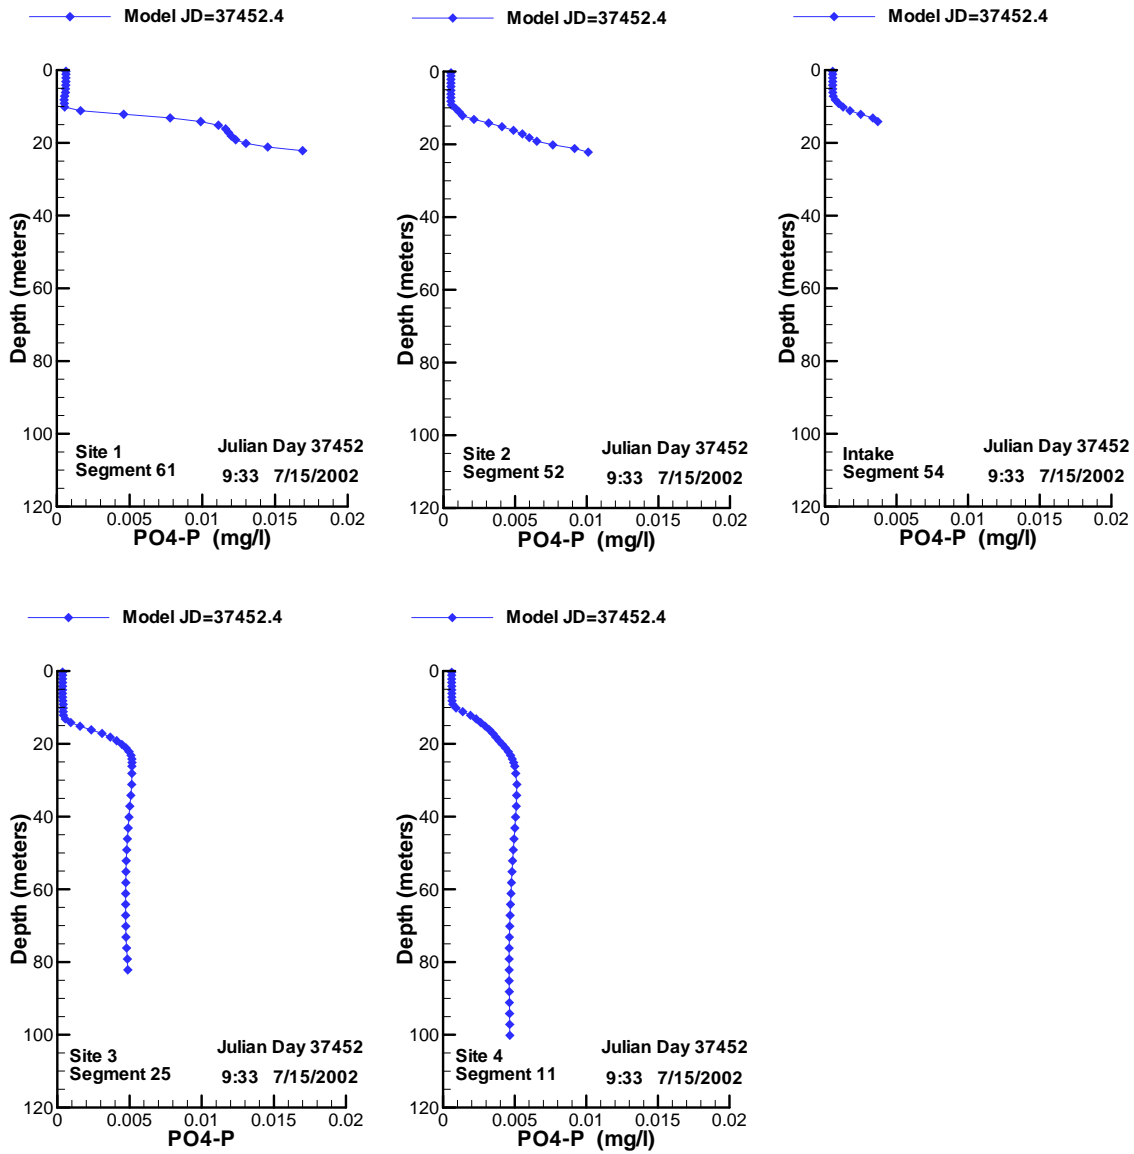 Model JD=37452.4
0
20
40
60
80
100
120
Depth (meters)
Site 1
Segment 61
Julian Day 37452
9:33 7/15/2002
0
0.005
0.01
0.015
0.02
PO4-P (mg/l)
Model JD=37452.4
0
20
40
60
80
100
120
Depth (meters)
Site 2
Segment 52
Julian Day 37452
9:33 7/15/2002
0
0.005
0.01
0.015
0.02
PO4-P (mg/l)
Model JD=37452.4
0
20
40
60
80
100
120
Depth (meters)
Intake
Segment 54
Julian Day 37452
9:33 7/15/2002
0
0.005
0.01
0.015
0.02
PO4-P (mg/l)
Model JD=37452.4
0
20
40
60
80
100
120
Depth (meters)
Site 3
Segment 25
Julian Day 37452
9:33 7/15/2002
0
0.005
0.01
0.015
0.02
PO4-P
Model JD=37452.4
0
20
40
60
80
100
120
Depth (meters)
Site 4
Segment 11
Julian Day 37452
9:33 7/15/2002
0
0.005
0.01
0.015
0.02
PO4-P (mg/l)